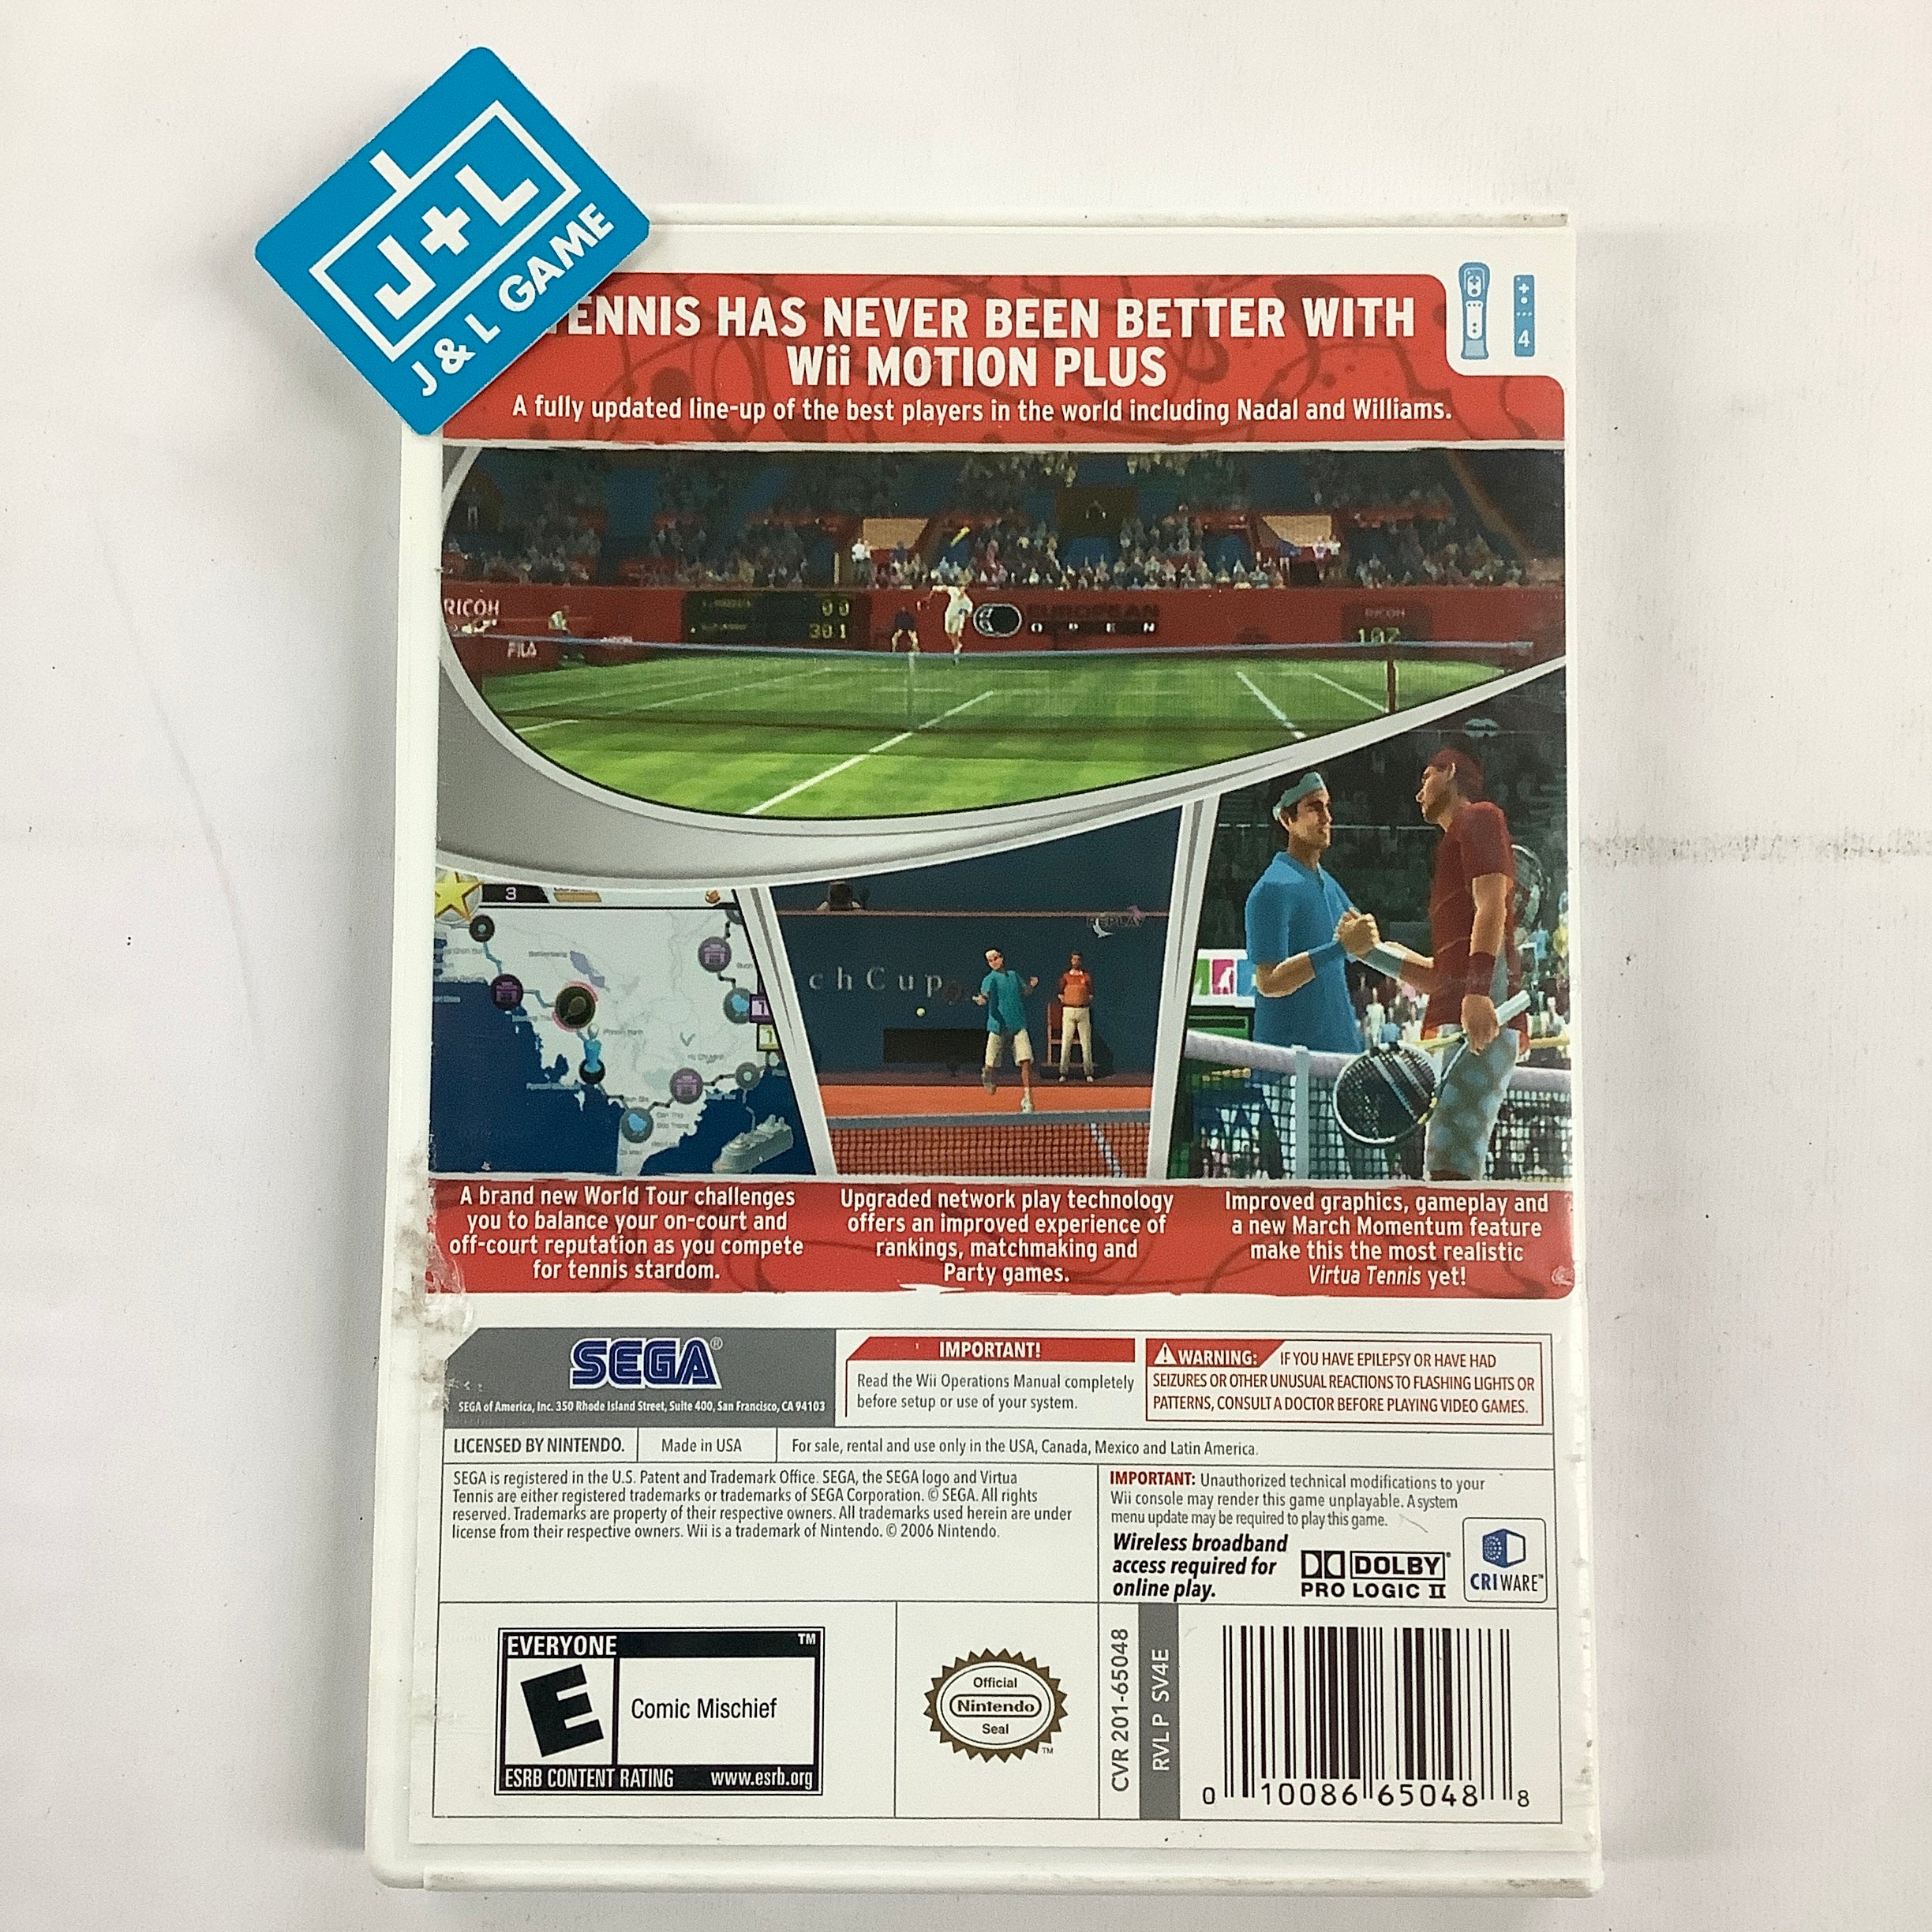 J+L
J & L GAME
TENNIS HAS NEVER BEEN BETTER WITH
Wii MOTION PLUS
A fully updated line-up of the best players in the world including Nadal and Williams.
4
RICOH
FILA
0 0
30 1
EUROPEAN
OPEN
RICOH
107
3
REPLAY
ch Cup
A brand new World Tour challenges
you to balance your on-court and
off-court reputation as you compete
for tennis stardom.
Upgraded network play technology
offers an improved experience of
rankings, matchmaking and
Party games.
Improved graphics, gameplay and
a new March Momentum feature
make this the most realistic
Virtua Tennis yet!
SEGA®
SEGA of America, Inc. 350 Rhode Island Street, Suite 400, San Francisco, CA 94103
IMPORTANT!
Read the Wii Operations Manual completely
before setup or use of your system.
WARNING: IF YOU HAVE EPILEPSY OR HAVE HAD
SEIZURES OR OTHER UNUSUAL REACTIONS TO FLASHING LIGHTS OR
PATTERNS, CONSULT A DOCTOR BEFORE PLAYING VIDEO GAMES.
LICENSED BY NINTENDO.
Made in USA
For sale, rental and use only in the USA, Canada, Mexico and Latin America.
SEGA is registered in the U.S. Patent and Trademark Office. SEGA, the SEGA logo and Virtua
Tennis are either registered trademarks or trademarks of SEGA Corporation. © SEGA. All rights
reserved. Trademarks are property of their respective owners. All trademarks used herein are under
license from their respective owners. Wii is a trademark of Nintendo. © 2006 Nintendo.
IMPORTANT: Unauthorized technical modifications to your
Wii console may render this game unplayable. A system
menu update may be required to play this game.
Wireless broadband
access required for
online play.
DOLBY®
PRO LOGIC II
CRIWARE™
EVERYONE ™
E
Comic Mischief
ESRB CONTENT RATING www.esrb.org
Official
Nintendo
Seal
™
CVR 201-65048
RVL P SV4E
0 10086 65048 8